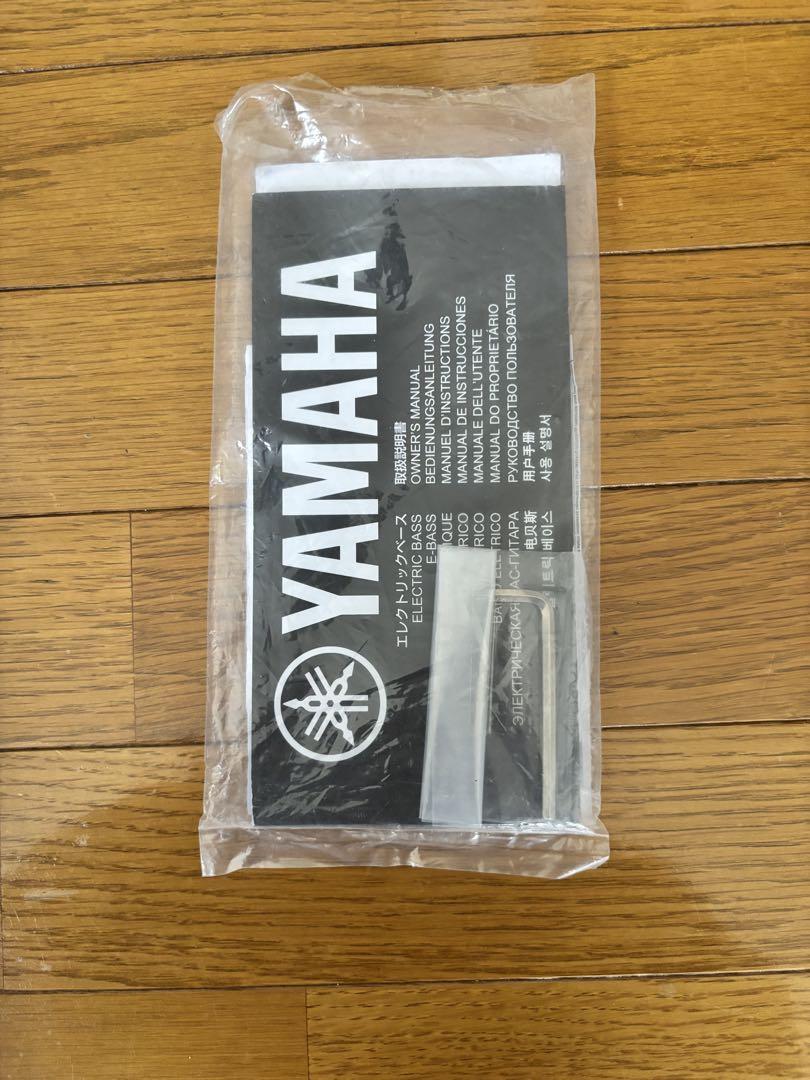 YAMAHA
取扱説明書
OWNER'S MANUAL
BEDIENUNGSANLEITUNG
MANUEL D'INSTRUCTIONS
MANUAL DE INSTRUCCIONES
MANUALE DELL'UTENTE
MANUAL DO PROPRIETÁRIO
РУКОВОДСТВО ПОЛЬЗОВАТЕЛЯ
用户手册
사용 설명서
エレクトリックベース
ELECTRIC BASS
E-BASS
ЭЛЕКТРИЧЕСКАЯ БАС-ГИТАРА
电贝斯
베이스